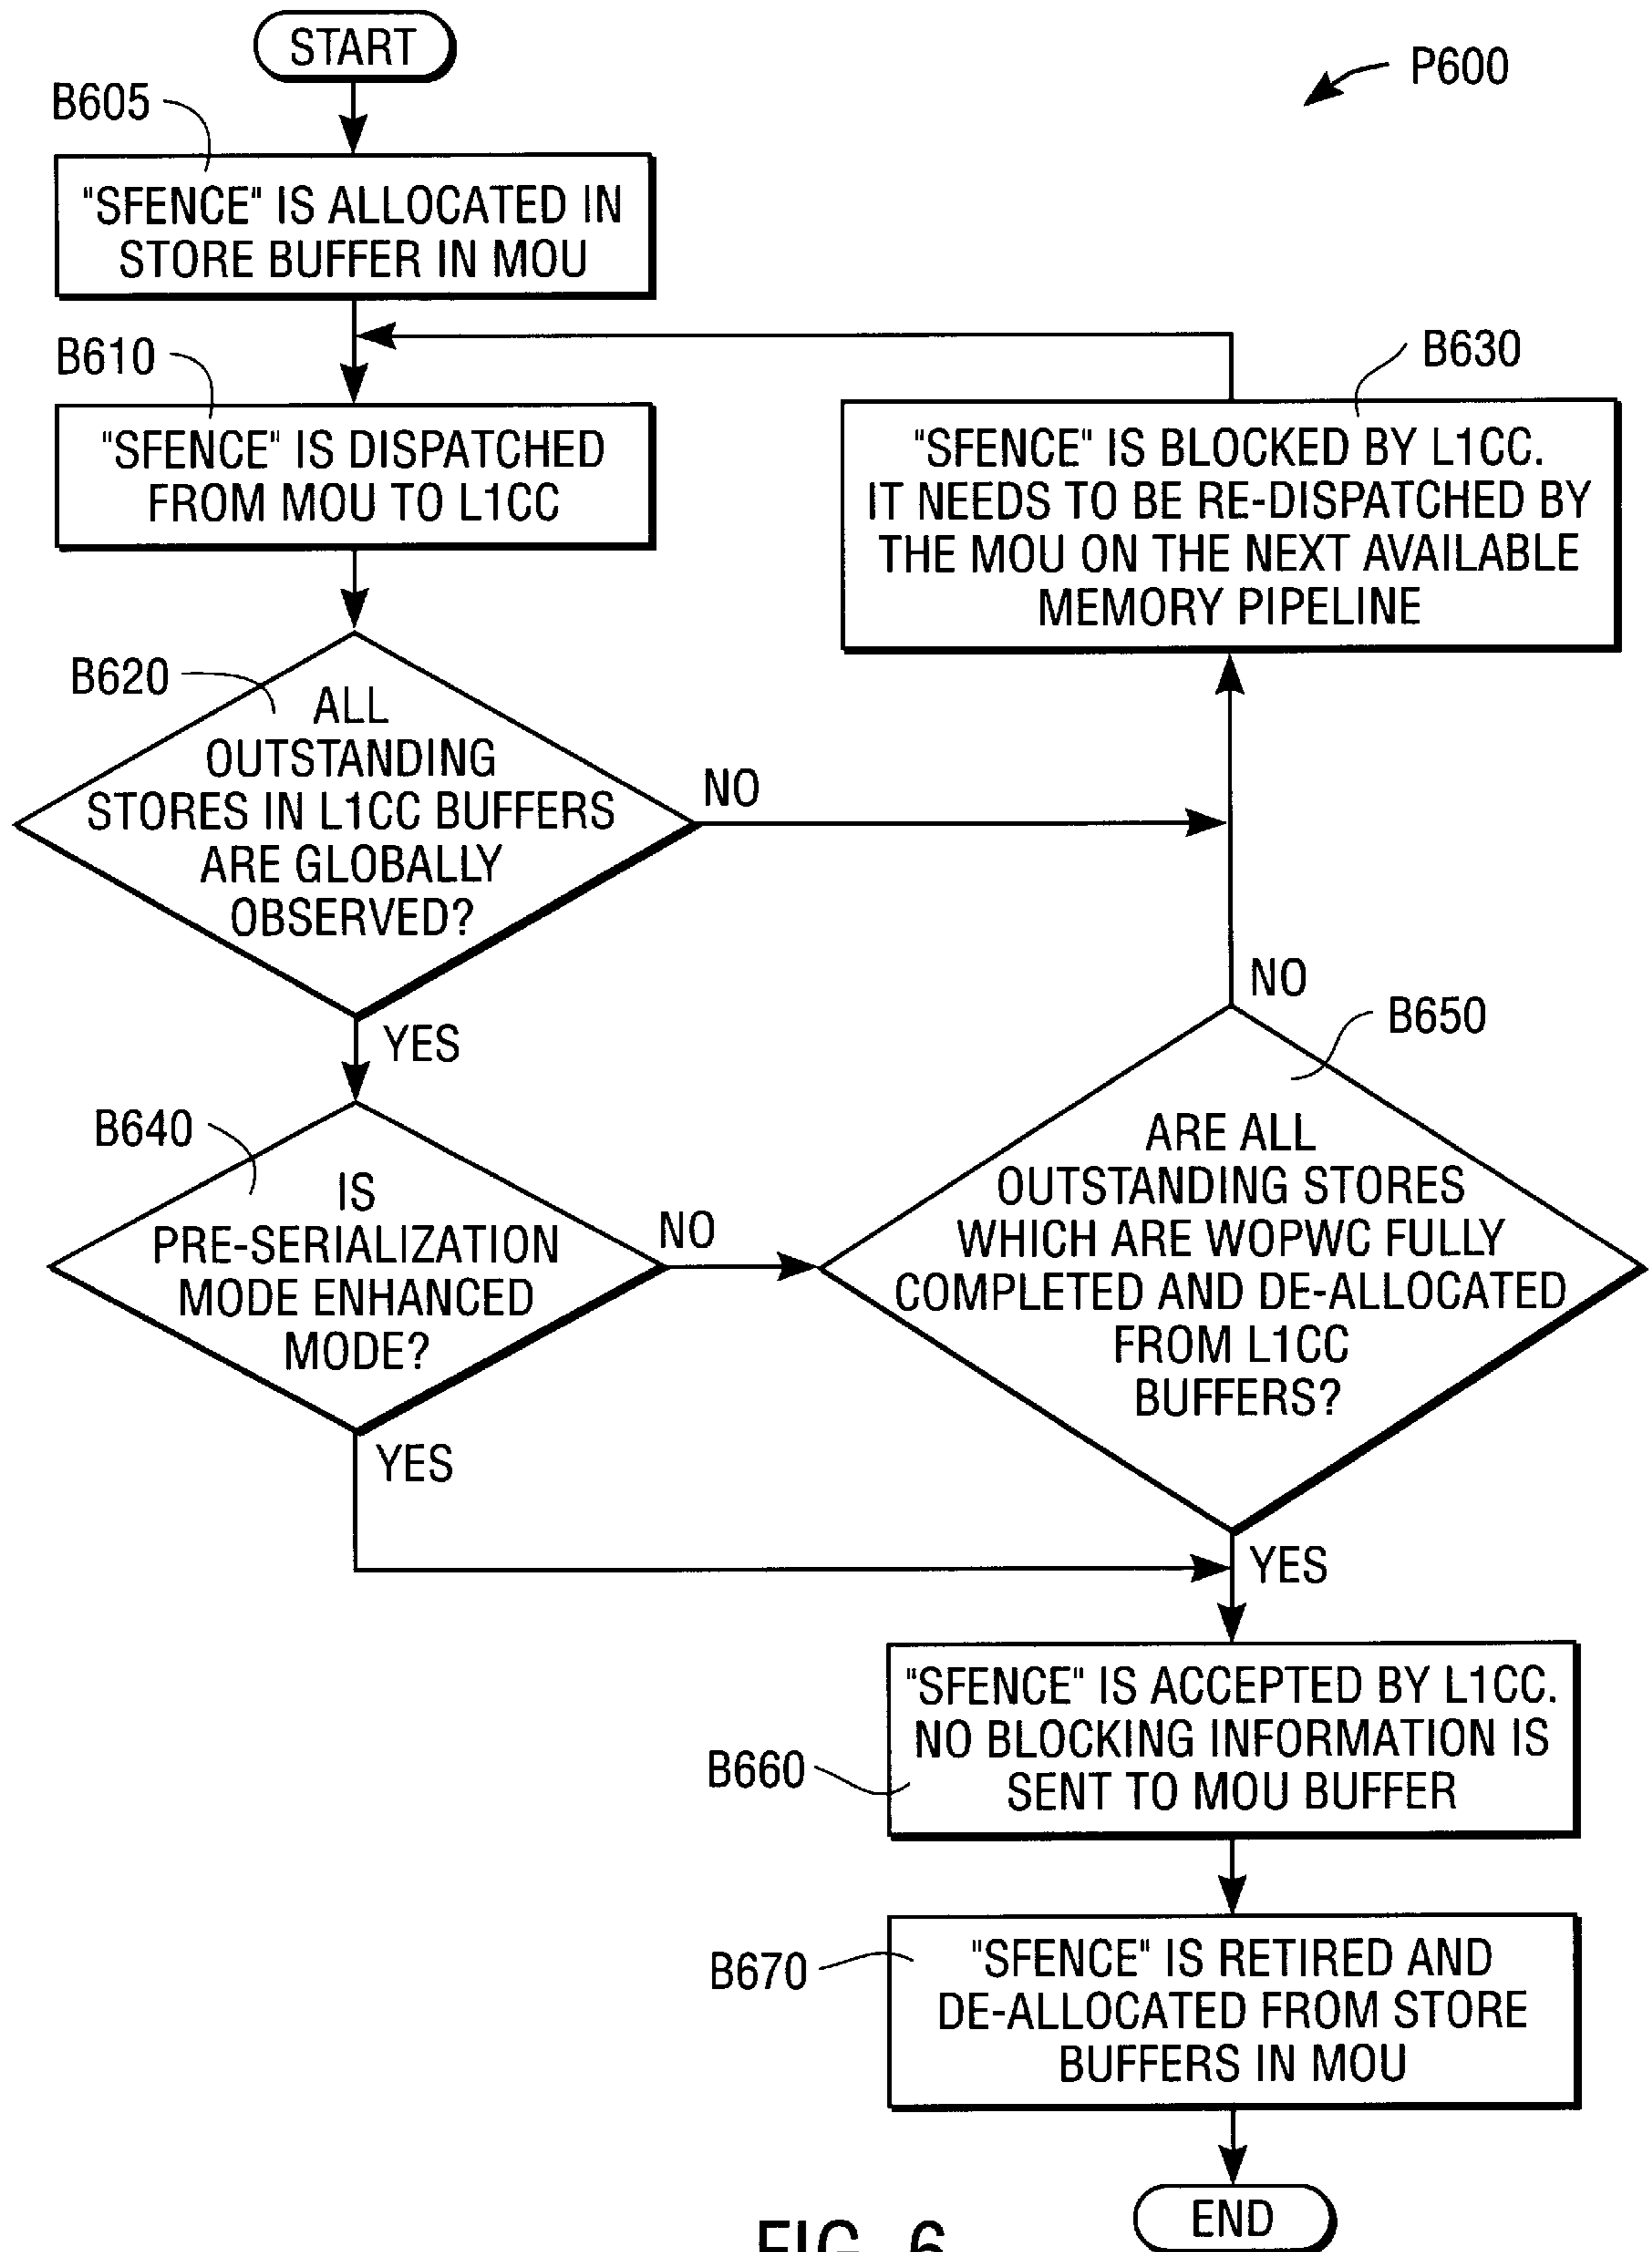 START
P600
B605
"SFENCE" IS ALLOCATED IN
STORE BUFFER IN MOU
B610
"SFENCE" IS DISPATCHED
FROM MOU TO L1CC
B630
"SFENCE" IS BLOCKED BY L1CC.
IT NEEDS TO BE RE-DISPATCHED BY
THE MOU ON THE NEXT AVAILABLE
MEMORY PIPELINE
B620
ALL
OUTSTANDING
STORES IN L1CC BUFFERS
ARE GLOBALLY
OBSERVED?
NO
YES
B640
IS
PRE-SERIALIZATION
MODE ENHANCED
MODE?
NO
YES
NO
B650
ARE ALL
OUTSTANDING STORES
WHICH ARE WOPWC FULLY
COMPLETED AND DE-ALLOCATED
FROM L1CC
BUFFERS?
YES
B660
"SFENCE" IS ACCEPTED BY L1CC.
NO BLOCKING INFORMATION IS
SENT TO MOU BUFFER
B670
"SFENCE" IS RETIRED AND
DE-ALLOCATED FROM STORE
BUFFERS IN MOU
END
FIG. 6